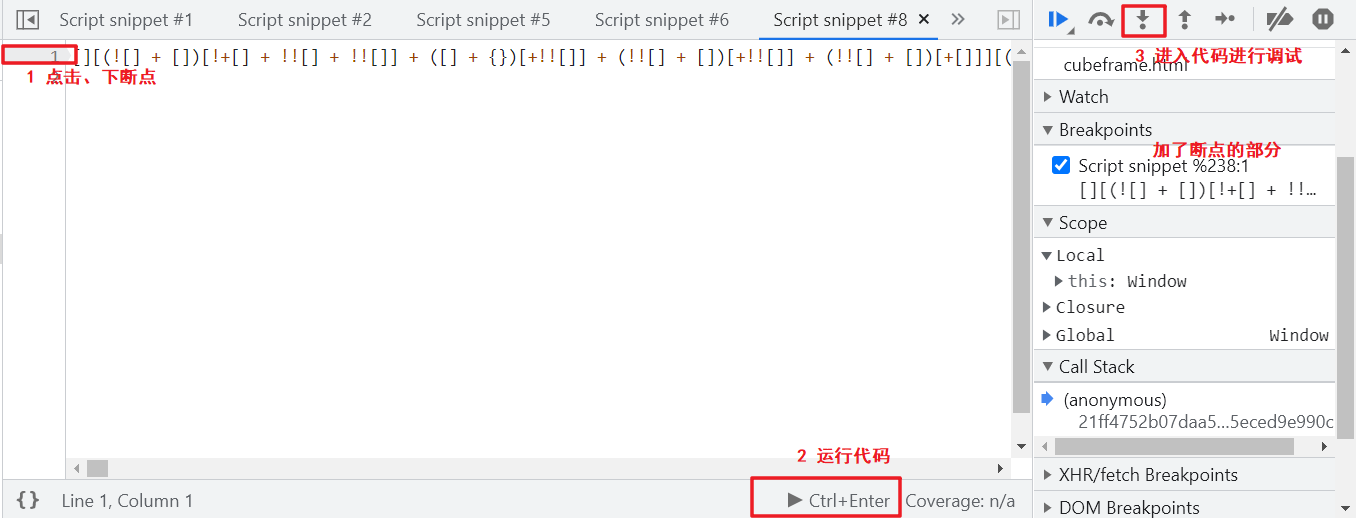 Script snippet #1
Script snippet #2
Script snippet #5
Script snippet #6
Script snippet #8 ✕
»
1
[][(![] + [])[!+[] + !![] + !![]] + ([] + {})[+!![]] + (!![] + [])[+!![]] + (!![] + [])[+[]]][(
1 点击、下断点
2 运行代码
{} Line 1, Column 1
▶ Ctrl+Enter
Coverage: n/a
3 进入代码进行调试
cubeframe.html
Watch
Breakpoints
加了断点的部分
Script snippet %238:1
[][(![] + [])[!+[] + !!…
Scope
Local
this: Window
Closure
Global Window
Call Stack
(anonymous)
21ff4752b07daa5…5eced9e990c
XHR/fetch Breakpoints
DOM Breakpoints